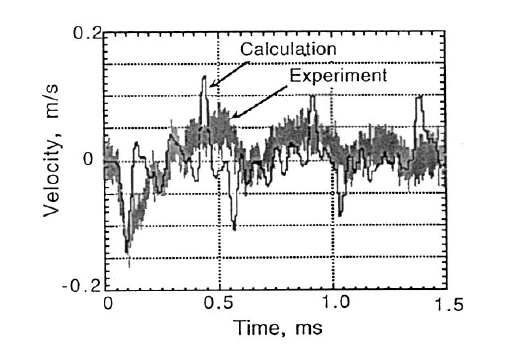 0.2
Calculation
Experiment
Velocity, m/s
0
-0.2
0
0.5
1.0
1.5
Time, ms